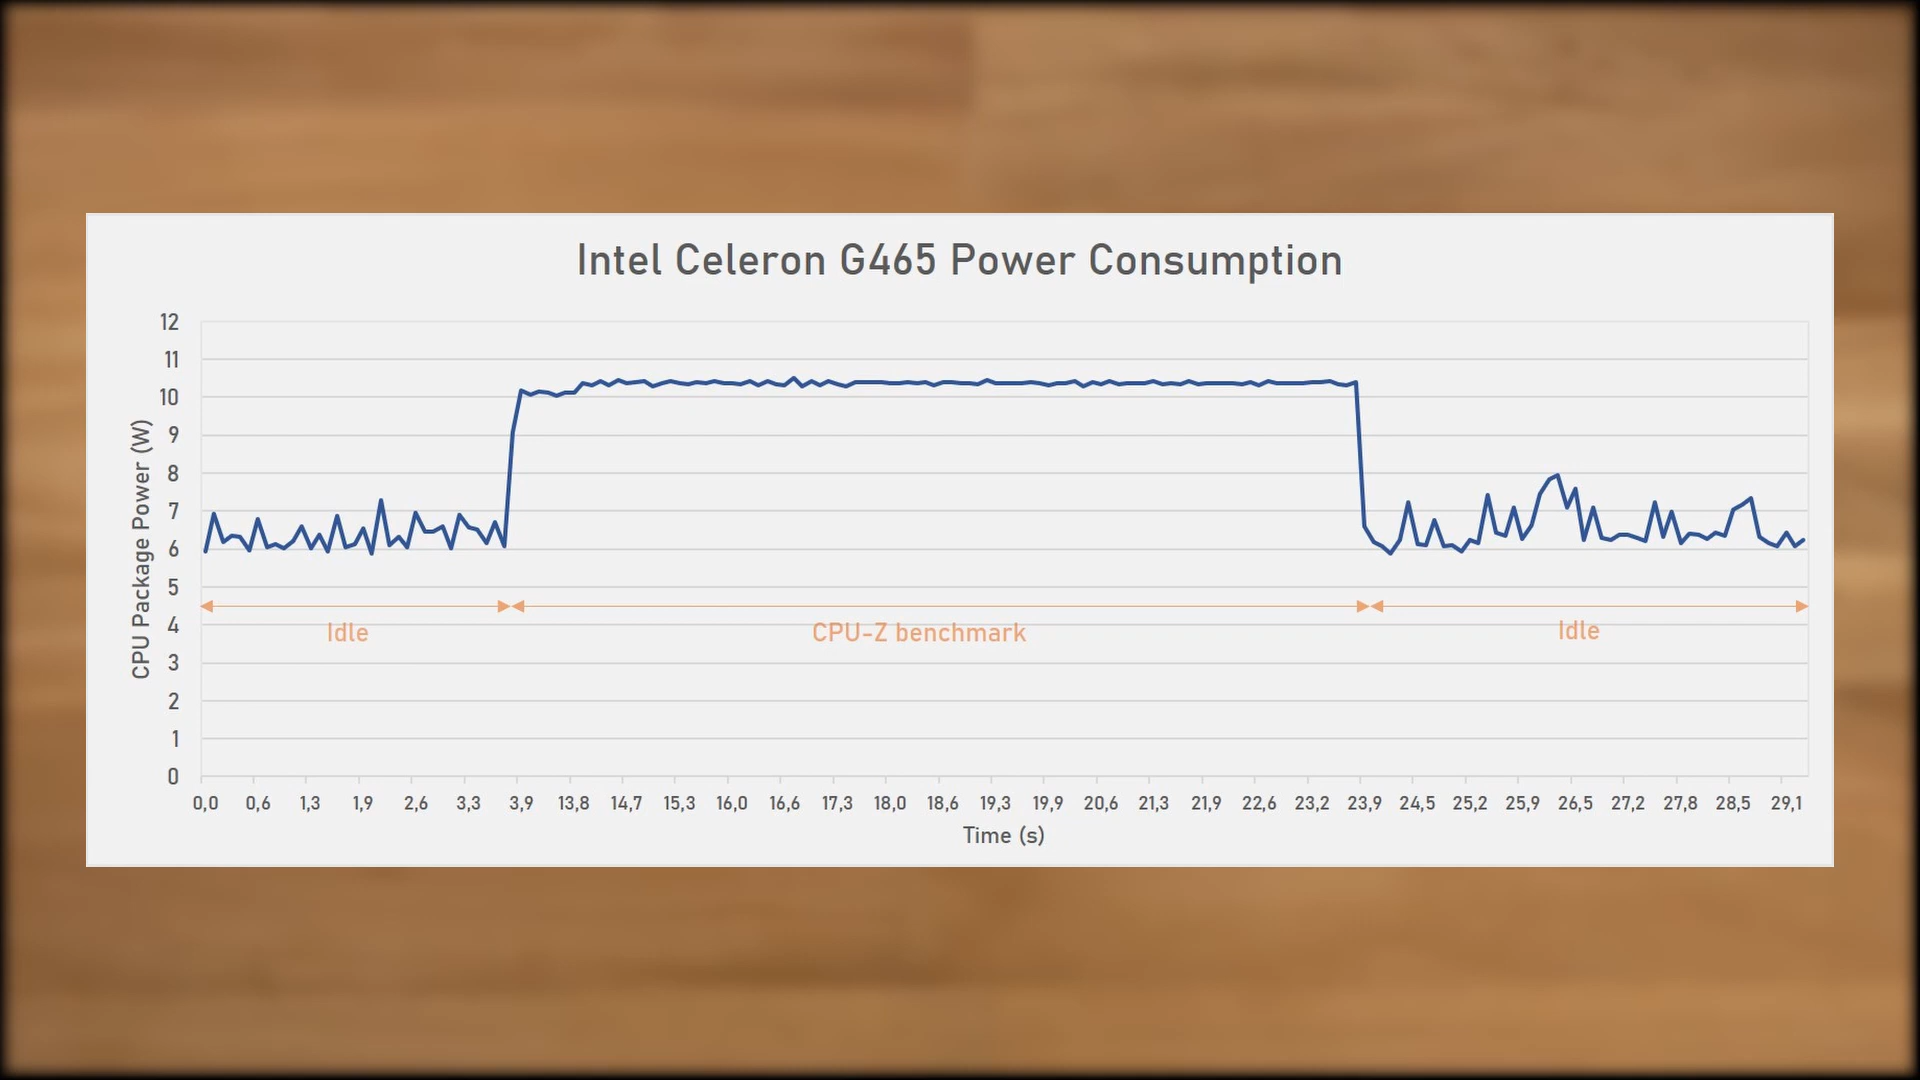 Intel Celeron G465 Power Consumption
12
11
10
9
8
7
6
5
4
3
2
1
0
CPU Package Power (W)
Idle
CPU-Z benchmark
Idle
0,0 0,6 1,3 1,9 2,6 3,3 3,9 13,8 14,7 15,3 16,0 16,6 17,3 18,0 18,6 19,3 19,9 20,6 21,3 21,9 22,6 23,2 23,9 24,5 25,2 25,9 26,5 27,2 27,8 28,5 29,1
Time (s)